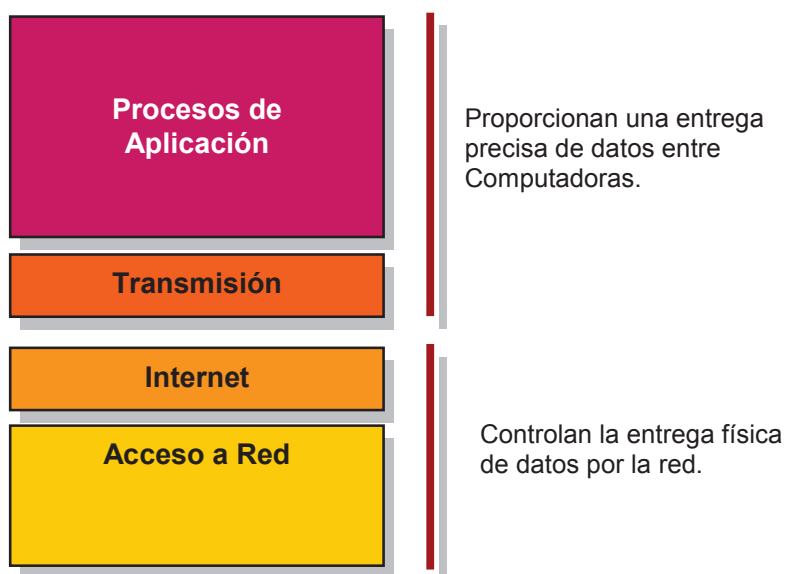 Procesos de
Aplicación
Proporcionan una entrega
precisa de datos entre
Computadoras.
Transmisión
Internet
Acceso a Red
Controlan la entrega física
de datos por la red.